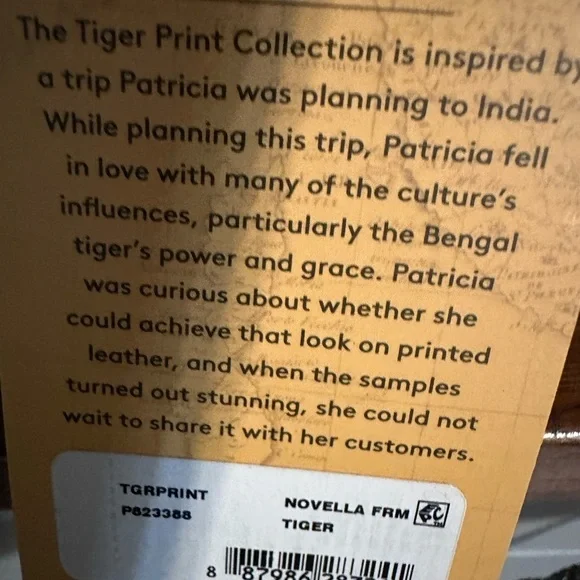 The Tiger Print Collection is inspired by
a trip Patricia was planning to India.
While planning this trip, Patricia fell
in love with many of the culture's
influences, particularly the Bengal
tiger's power and grace. Patricia
was curious about whether she
could achieve that look on printed
leather, and when the samples
turned out stunning, she could not
wait to share it with her customers.
TGRPRINT
P823388
NOVELLA FRM
TIGER
8